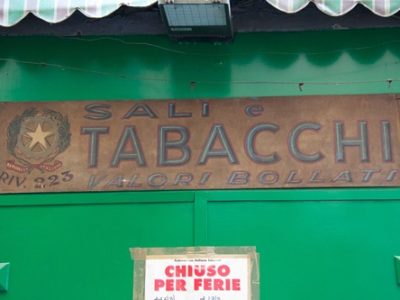 SALI e
TABACCHI
RIV. 223
VALORI BOLLATI
CHIUSO
PER FERIE